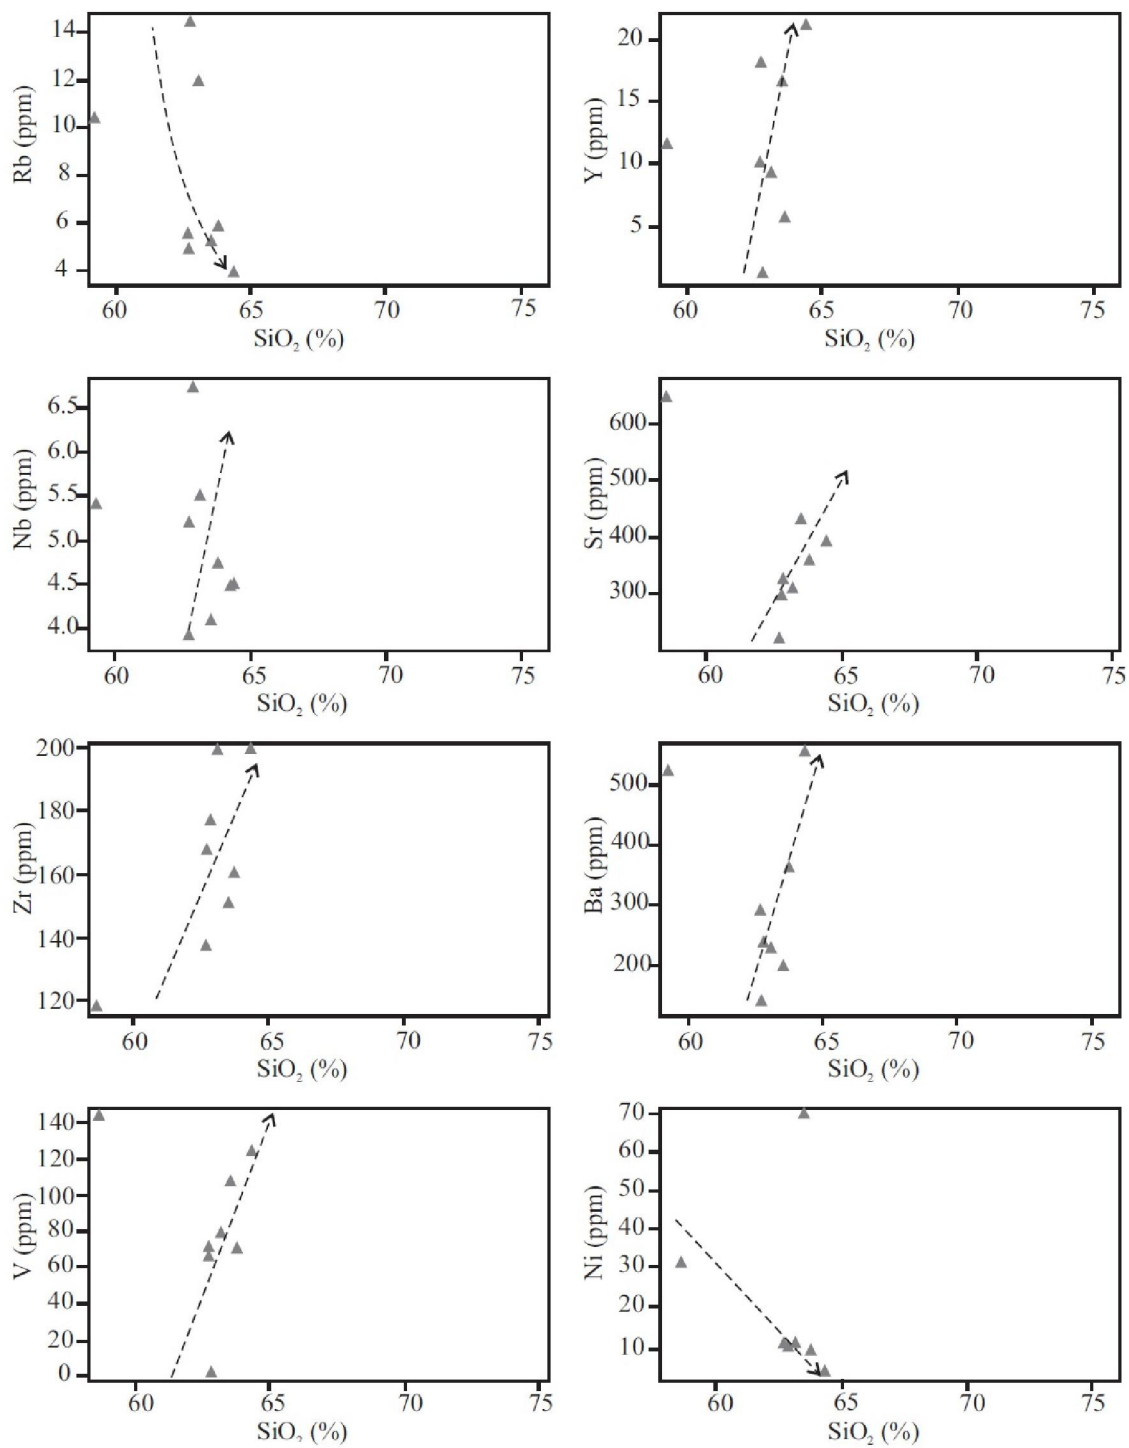 Rb (ppm)
14
12
10
8
6
4
60 65 70 75
SiO₂ (%)
Y (ppm)
20
15
10
5
60 65 70 75
SiO₂ (%)
Nb (ppm)
6.5
6.0
5.5
5.0
4.5
4.0
60 65 70 75
SiO₂ (%)
Sr (ppm)
600
500
400
300
60 65 70 75
SiO₂ (%)
Zr (ppm)
200
180
160
140
120
60 65 70 75
SiO₂ (%)
Ba (ppm)
500
400
300
200
60 65 70 75
SiO₂ (%)
V (ppm)
140
120
100
80
60
40
20
0
60 65 70 75
SiO₂ (%)
Ni (ppm)
70
60
50
40
30
20
10
60 65 70 75
SiO₂ (%)